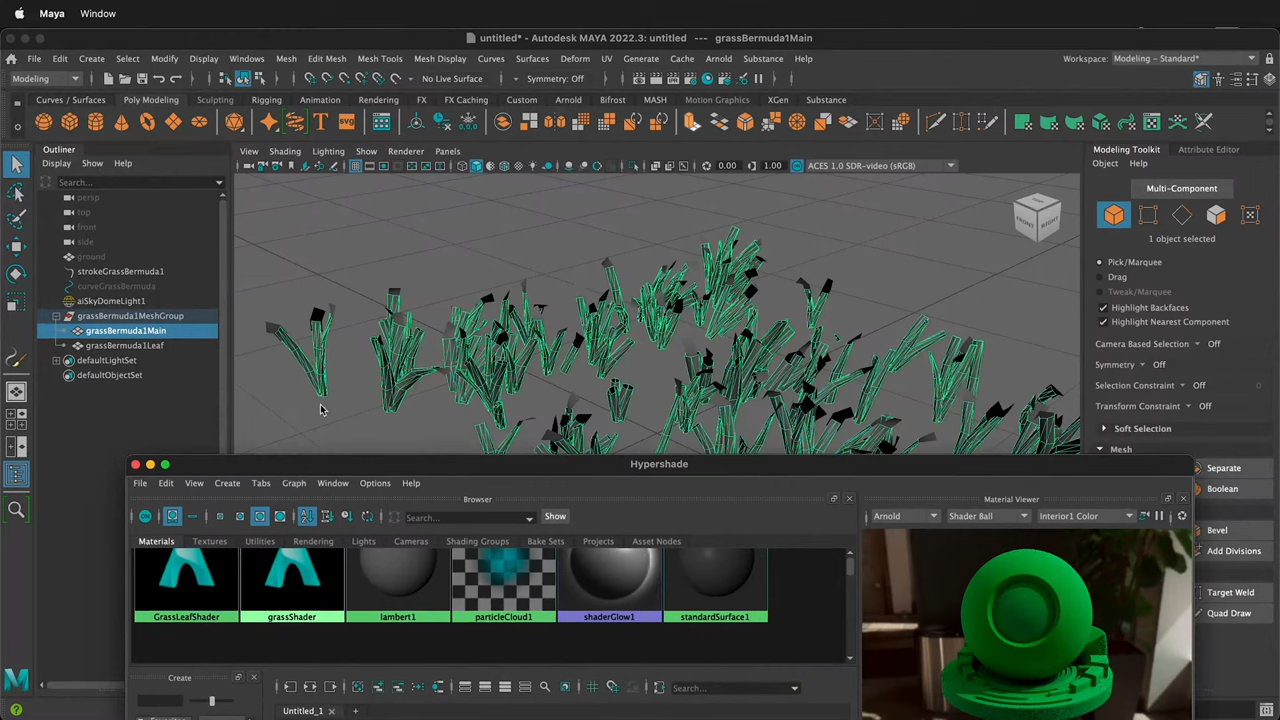 Maya Window
untitled* - Autodesk MAYA 2022.3: untitled --- grassBermuda1Main
File Edit Create Select Modify Display Windows Mesh Edit Mesh Mesh Tools Mesh Display Curves Surfaces Deform UV Generate Cache Arnold Substance Help
Workspace: Modeling - Standard*
Modeling No Live Surface Symmetry: Off
Curves / Surfaces Poly Modeling Sculpting Rigging Animation Rendering FX FX Caching Custom Arnold Bifrost MASH Motion Graphics XGen Substance
Outliner
Display Show Help
Search...
persp
top
front
side
ground
strokeGrassBermuda1
curveGrassBermuda
aiSkyDomeLight1
grassBermuda1MeshGroup
grassBermuda1Main
grassBermuda1Leaf
defaultLightSet
defaultObjectSet
View Shading Lighting Show Renderer Panels
0.00 1.00 ACES 1.0 SDR-video (sRGB)
FRONT RIGHT
Modeling Toolkit Attribute Editor
Object Help
Multi-Component
1 object selected
Pick/Marquee
Drag
Tweak/Marquee
Highlight Backfaces
Highlight Nearest Component
Camera Based Selection Off
Symmetry Off
Selection Constraint Off 0
Transform Constraint Off
Soft Selection
Mesh
Separate
Boolean
Bevel
Add Divisions
Target Weld
Quad Draw
Hypershade
File Edit View Create Tabs Graph Window Options Help
Browser
ON Search... Show
Materials Textures Utilities Rendering Lights Cameras Shading Groups Bake Sets Projects Asset Nodes
GrassLeafShader grassShader lambert1 particleCloud1 shaderGlow1 standardSurface1
Material Viewer
Arnold Shader Ball Interior1 Color
Create
Search...
Untitled_1 +